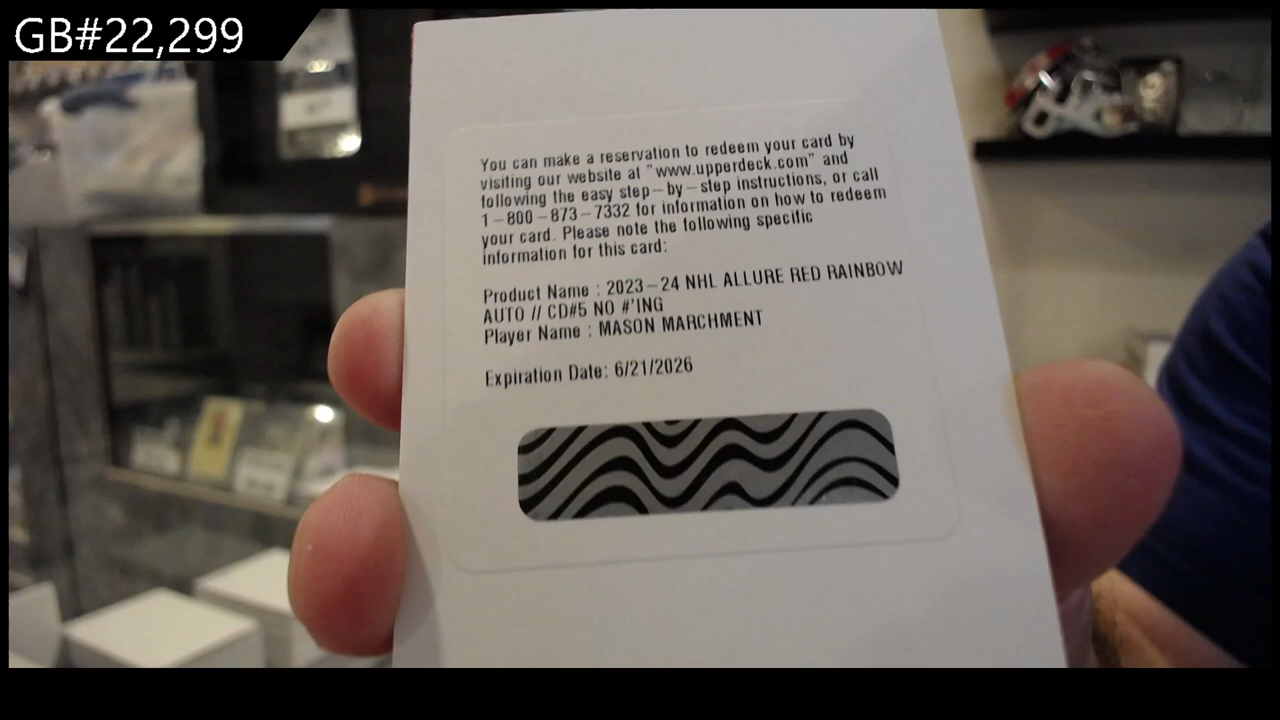 GB#22,299
You can make a reservation to redeem your card by
visiting our website at "www.upperdeck.com" and
following the easy step–by–step instructions, or call
1–800–873–7332 for information on how to redeem
your card. Please note the following specific
information for this card:
Product Name : 2023–24 NHL ALLURE RED RAINBOW
AUTO // CD#5 NO #'ING
Player Name : MASON MARCHMENT
Expiration Date: 6/21/2026